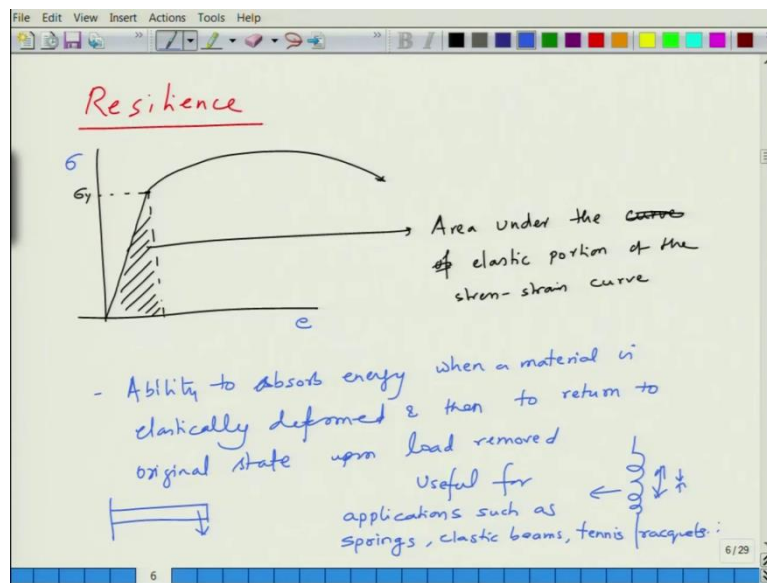 File Edit View Insert Actions Tools Help
B I
Resilience
σ
σy
e
Area under the curve
of elastic portion of the
stren-strain curve
- Ability to absorb energy when a material is
elastically deformed & then to return to
original state upon load removed
Useful for
applications such as
springs, elastic beams, tennis racquets.
6/29
6